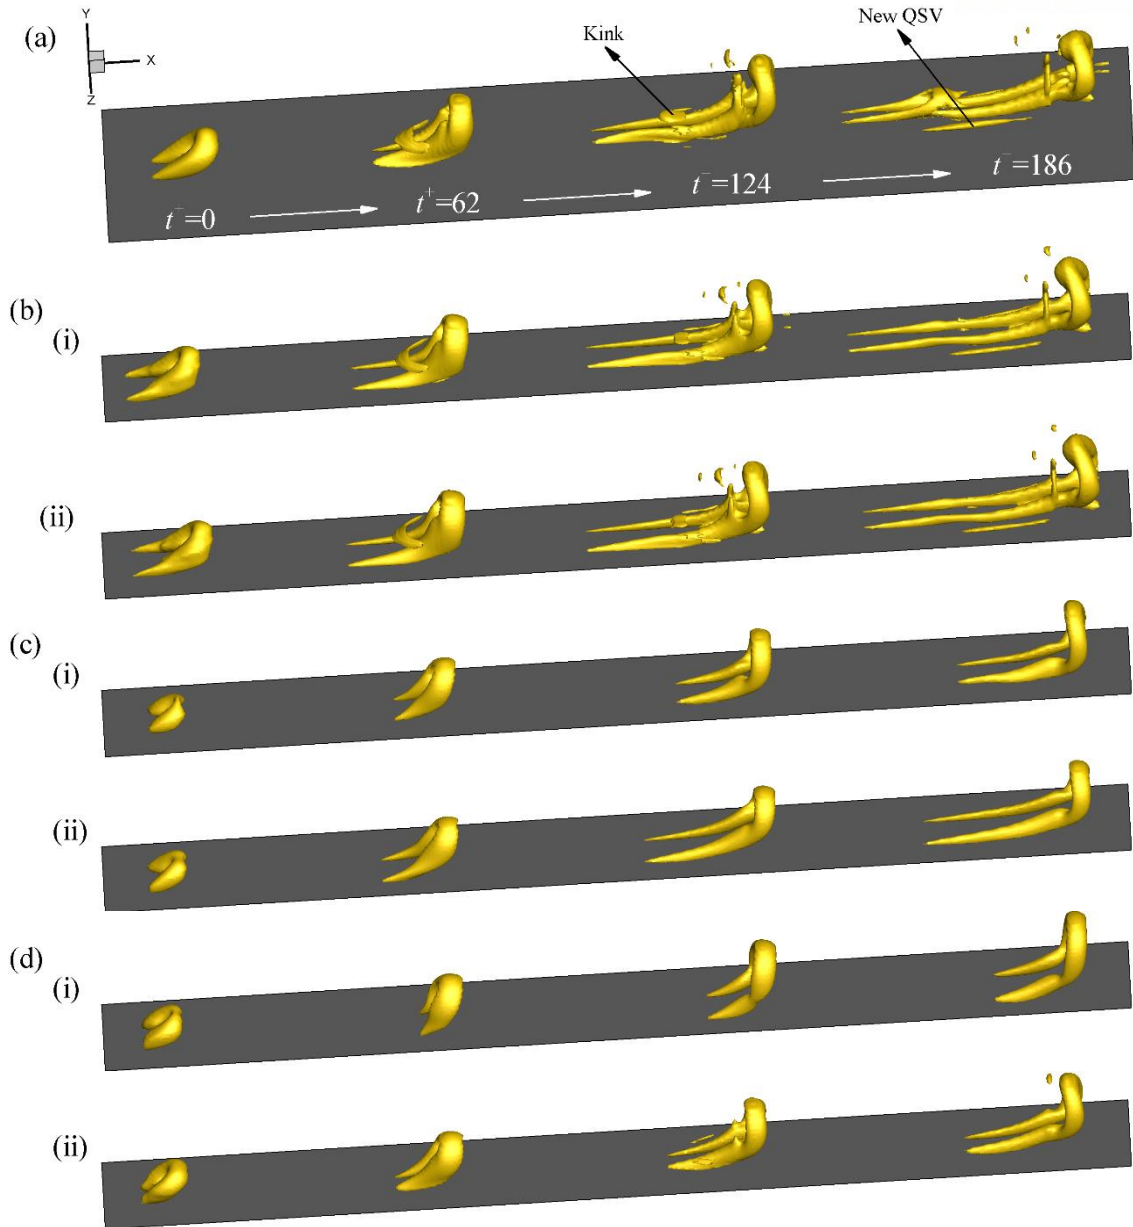 Y
New QSV
Kink
(a)
X
Z
t⁻=0
t⁺=62
t⁻=124
t⁻=186
(b)
(i)
(ii)
(c)
(i)
(ii)
(d)
(i)
(ii)